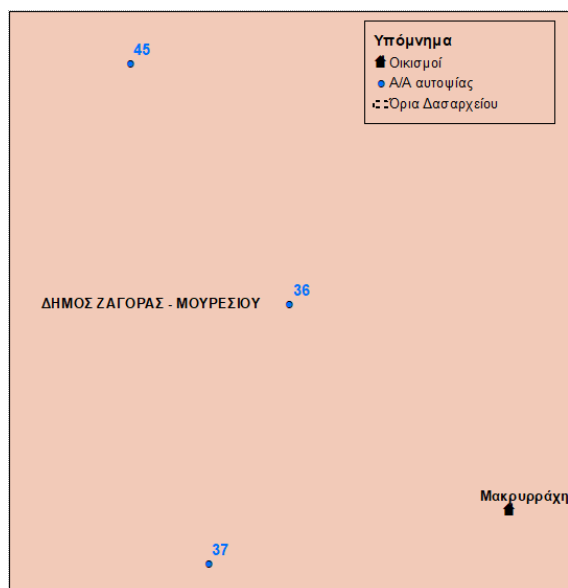 45
Υπόμνημα
Οικισμοί
Α/Α αυτοψίας
Όρια Δασαρχείου
36
ΔΗΜΟΣ ΖΑΓΟΡΑΣ - ΜΟΥΡΕΣΙΟΥ
Μακρυρράχη
37